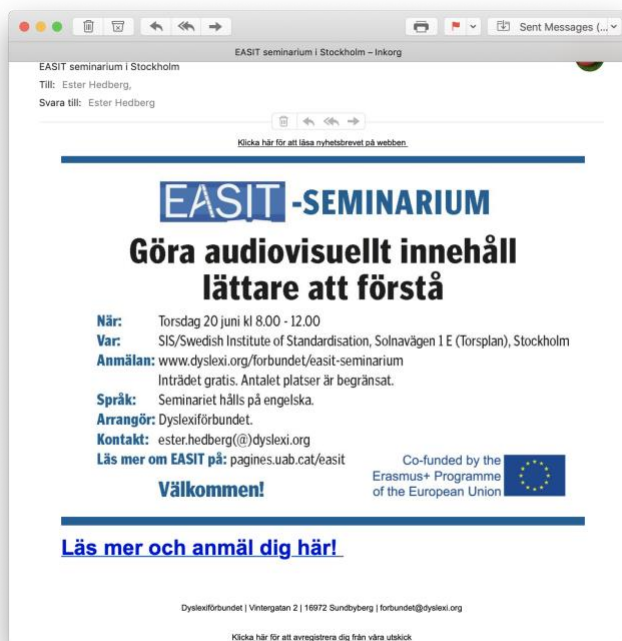 Sent Messages (...
EASIT seminarium i Stockholm – Inkorg
EASIT seminarium i Stockholm
Till: Ester Hedberg,
Svara till: Ester Hedberg
Klicka här för att läsa nyhetsbrevet på webben
EASIT -SEMINARIUM
Göra audiovisuellt innehåll
lättare att förstå
När: Torsdag 20 juni kl 8.00 - 12.00
Var: SIS/Swedish Institute of Standardisation, Solnavägen 1 E (Torsplan), Stockholm
Anmälan: www.dyslexi.org/forbundet/easit-seminarium
Inträdet gratis. Antalet platser är begränsat.
Språk: Seminariet hålls på engelska.
Arrangör: Dyslexiförbundet.
Kontakt: ester.hedberg(@)dyslexi.org
Läs mer om EASIT på: pagines.uab.cat/easit
Välkommen!
Co-funded by the
Erasmus+ Programme
of the European Union
Läs mer och anmäl dig här!
Dyslexiförbundet | Vintergatan 2 | 16972 Sundbyberg | forbundet@dyslexi.org
Klicka här för att avregistrera dig från våra utskick